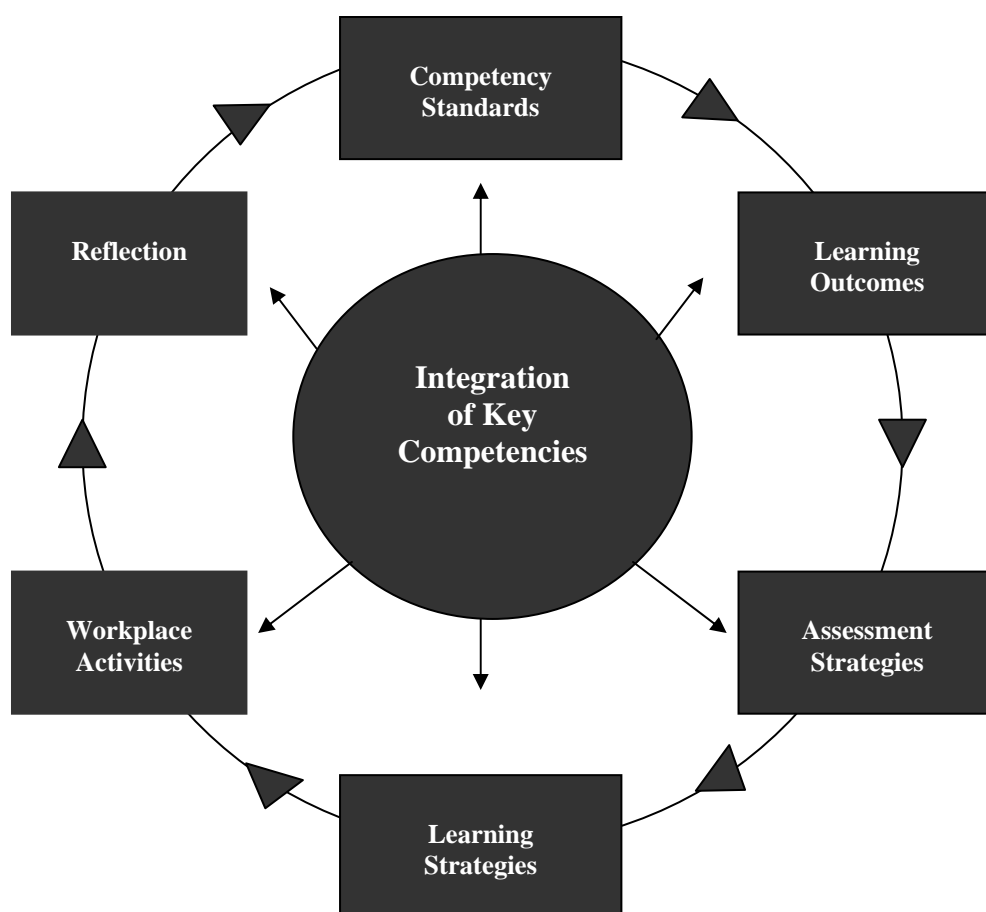 Competency
Standards
Reflection
Learning
Outcomes
Integration
of Key
Competencies
Workplace
Activities
Assessment
Strategies
Learning
Strategies